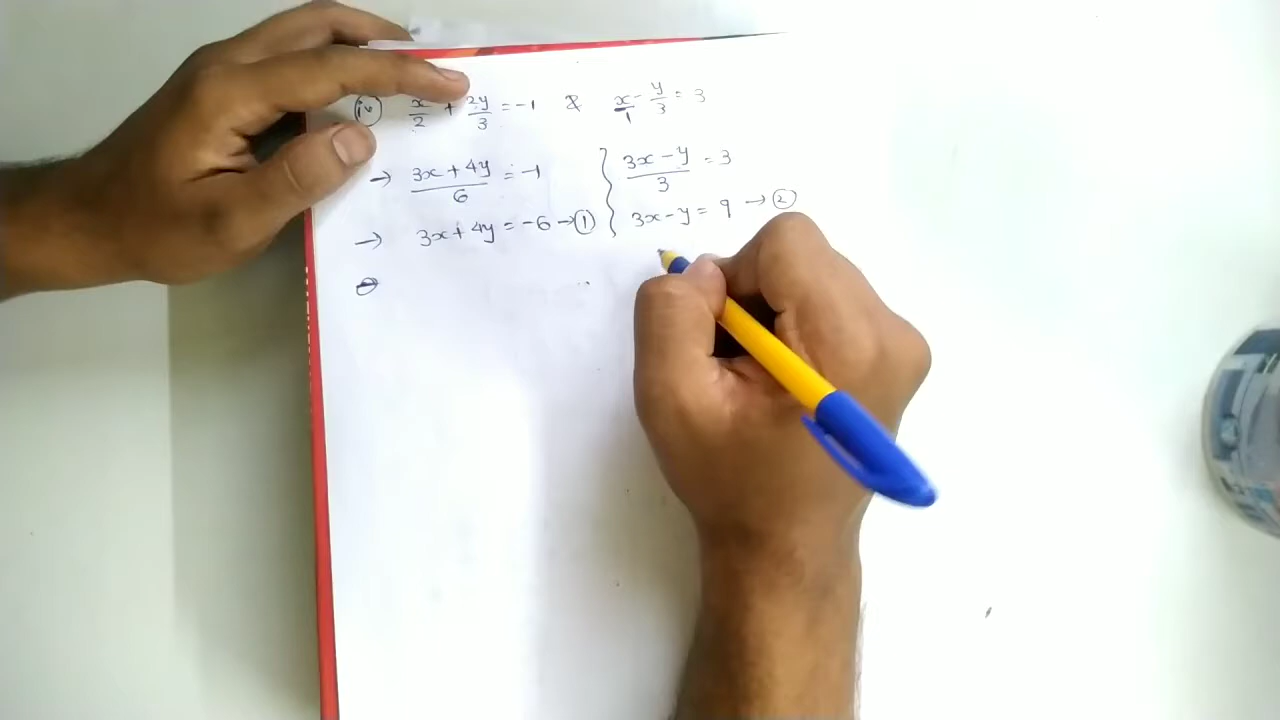 (iv) x/2 + 2y/3 = -1 & x/1 - y/3 = 3
→ (3x + 4y)/6 = -1 } (3x - y)/3 = 3
→ 3x + 4y = -6 → ① } 3x - y = 9 → ②